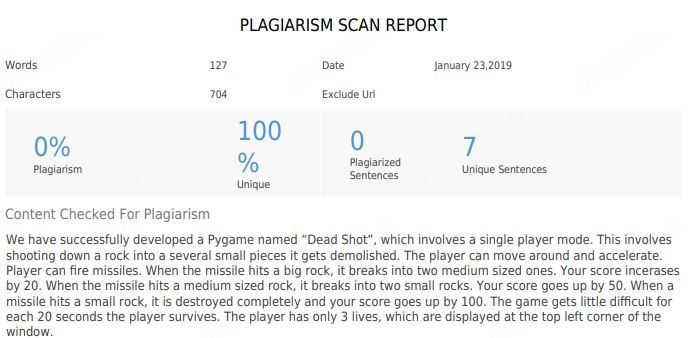 PLAGIARISM SCAN REPORT
Words 127 Date January 23,2019
Characters 704 Exclude Url
0% Plagiarism
100 % Unique
0 Plagiarized Sentences
7 Unique Sentences
Content Checked For Plagiarism
We have successfully developed a Pygame named “Dead Shot”, which involves a single player mode. This involves
shooting down a rock into a several small pieces it gets demolished. The player can move around and accelerate.
Player can fire missiles. When the missile hits a big rock, it breaks into two medium sized ones. Your score incerases
by 20. When the missile hits a medium sized rock, it breaks into two small rocks. Your score goes up by 50. When a
missile hits a small rock, it is destroyed completely and your score goes up by 100. The game gets little difficult for
each 20 seconds the player survives. The player has only 3 lives, which are displayed at the top left corner of the
window.